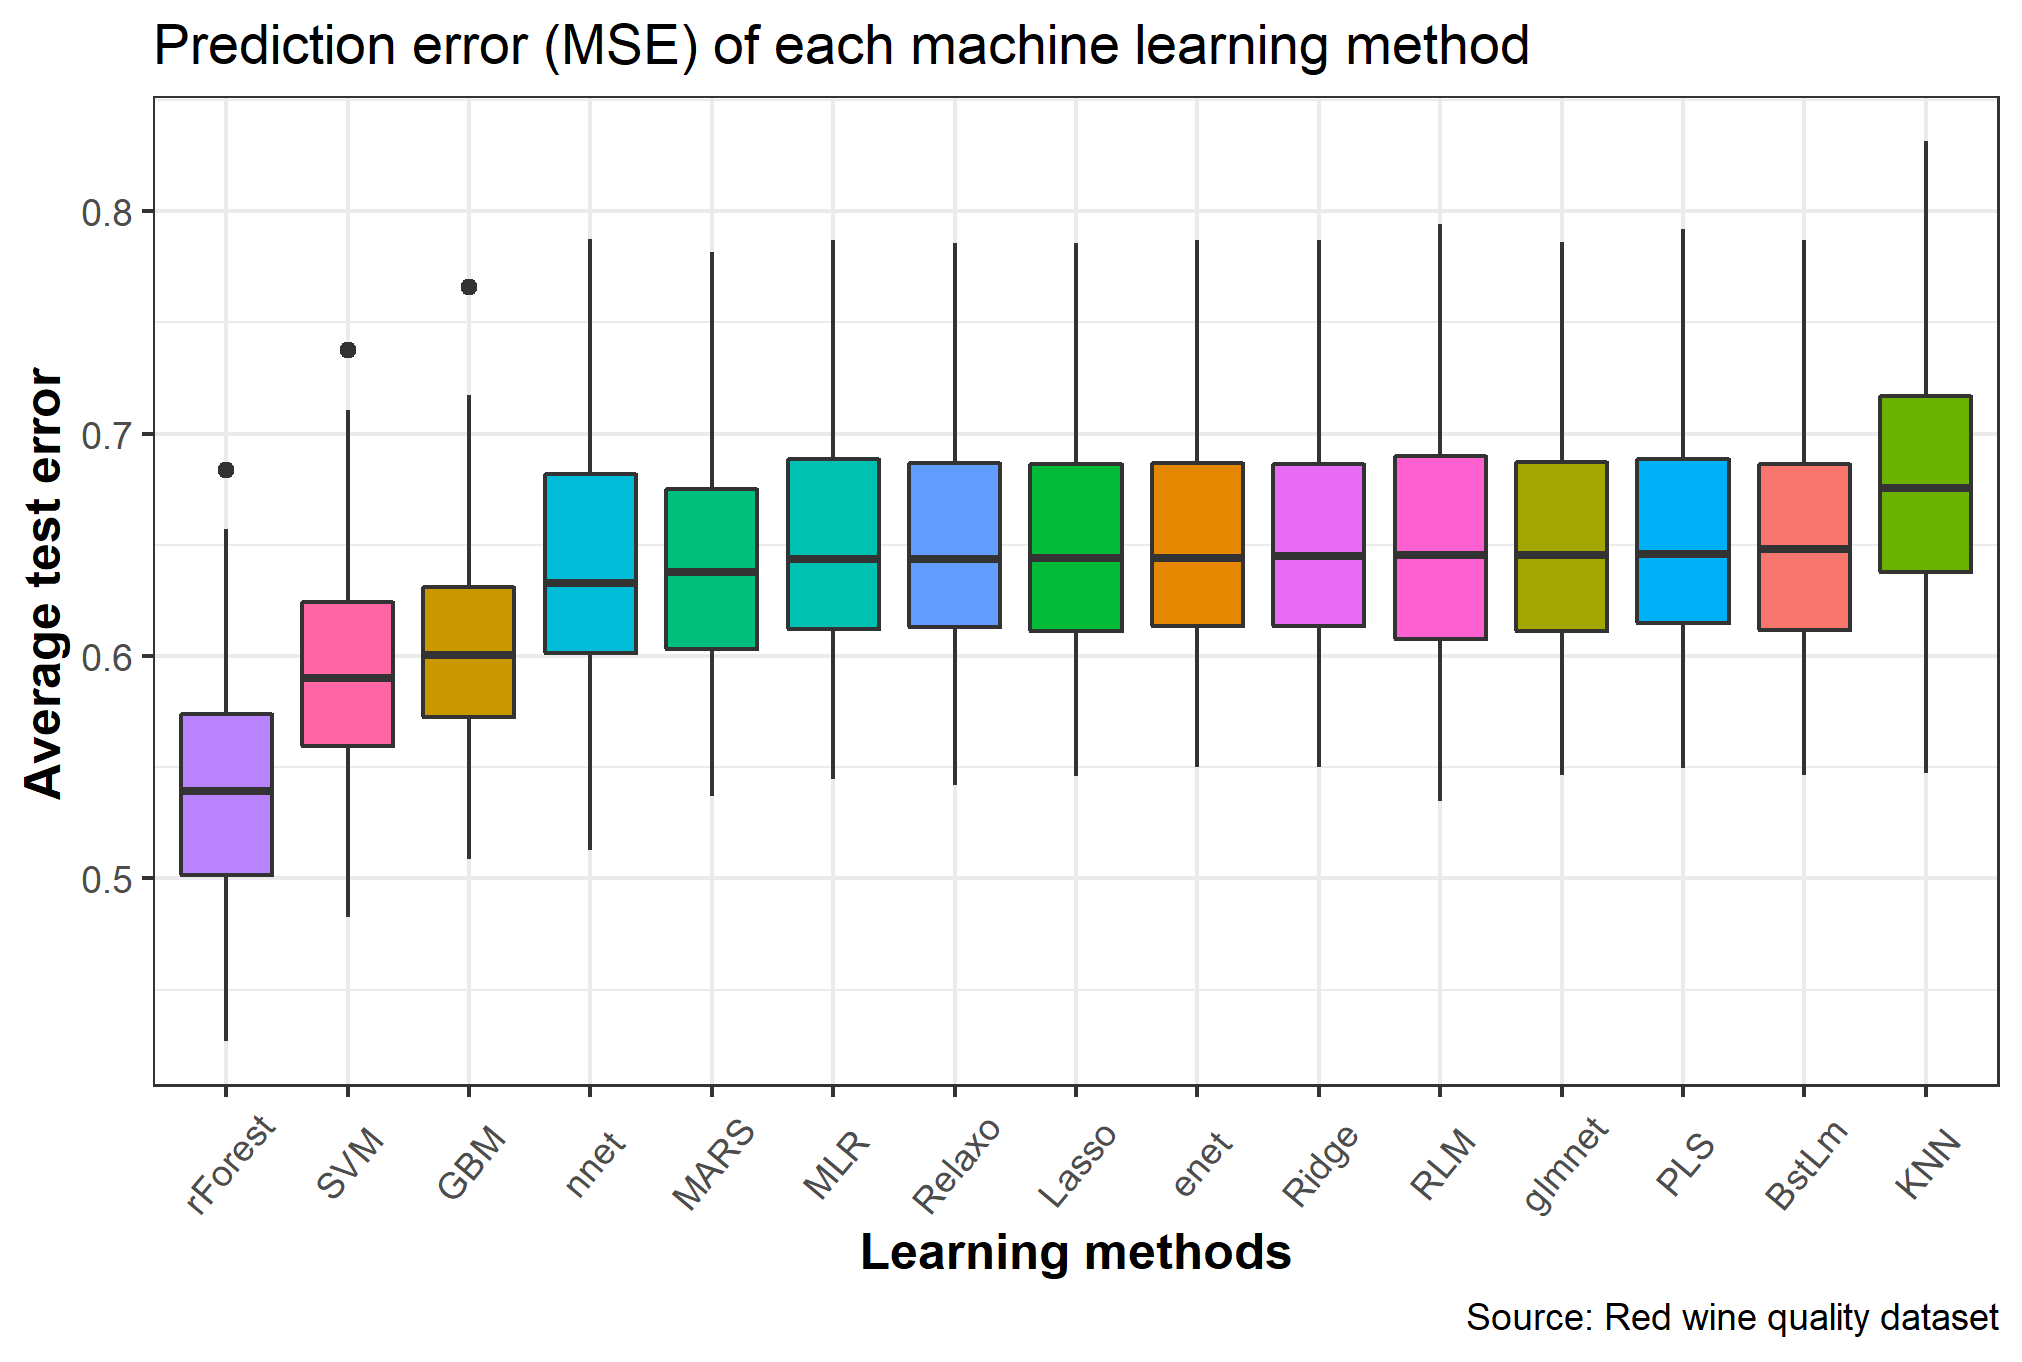 Prediction error (MSE) of each machine learning method
Average test error
0.8
0.7
0.6
0.5
rForest
SVM
GBM
nnet
MARS
MLR
Relaxo
Lasso
enet
Ridge
RLM
glmnet
PLS
BstLm
KNN
Learning methods
Source: Red wine quality dataset